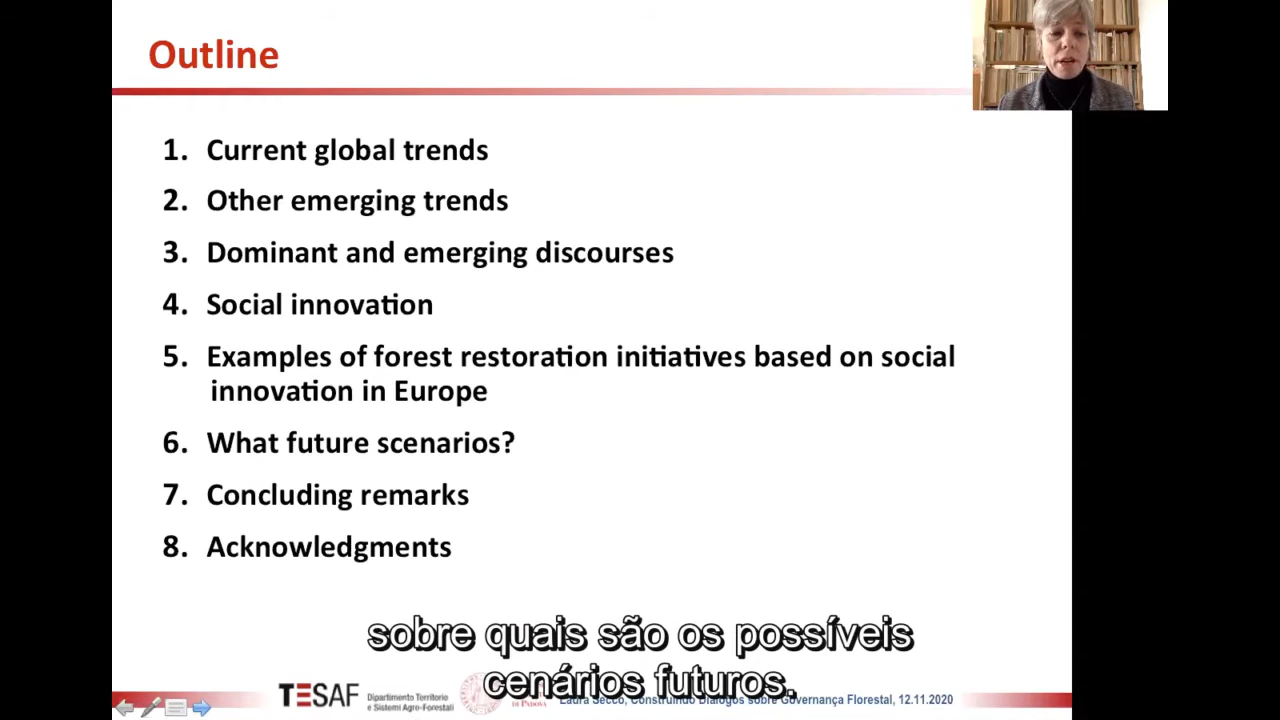 Outline
1. Current global trends
2. Other emerging trends
3. Dominant and emerging discourses
4. Social innovation
5. Examples of forest restoration initiatives based on social
innovation in Europe
6. What future scenarios?
7. Concluding remarks
8. Acknowledgments
sobre quais são os possíveis
cenários futuros.
TESAF Dipartimento Territorio
e Sistemi Agro-Forestali
DI PADOVA
Laura Secco, Construindo Diálogos sobre Governança Florestal, 12.11.2020